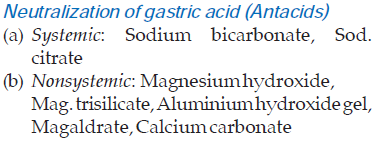 Neutralization of gastric acid (Antacids)
(a) Systemic: Sodium bicarbonate, Sod.
citrate
(b) Nonsystemic: Magnesium hydroxide,
Mag. trisilicate, Aluminium hydroxide gel,
Magaldrate, Calcium carbonate